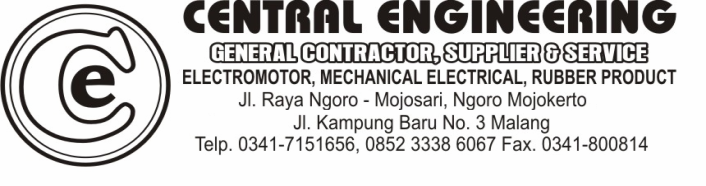 Ce
CENTRAL ENGINEERING
GENERAL CONTRACTOR, SUPPLIER & SERVICE
ELECTROMOTOR, MECHANICAL ELECTRICAL, RUBBER PRODUCT
Jl. Raya Ngoro - Mojosari, Ngoro Mojokerto
Jl. Kampung Baru No. 3 Malang
Telp. 0341-7151656, 0852 3338 6067 Fax. 0341-800814